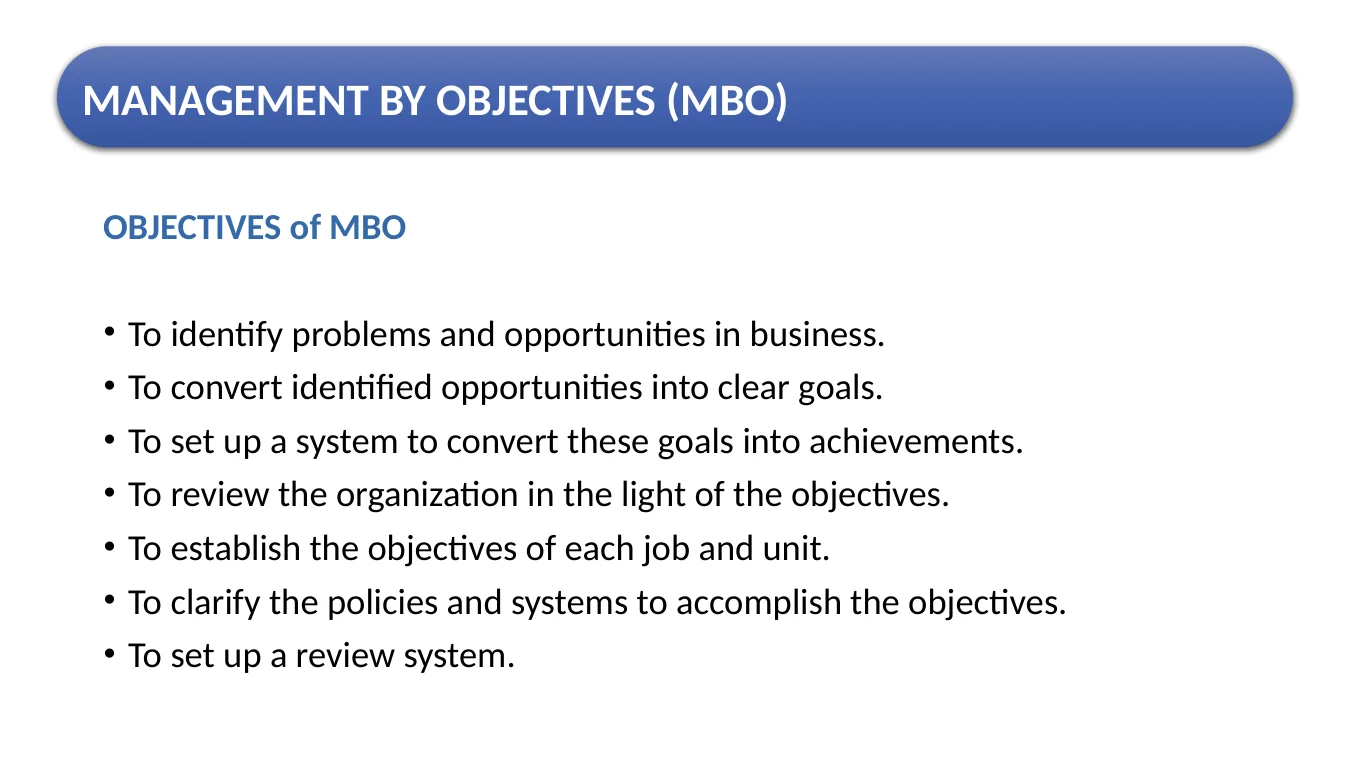 MANAGEMENT BY OBJECTIVES (MBO)
OBJECTIVES of MBO
• To identify problems and opportunities in business.
• To convert identified opportunities into clear goals.
• To set up a system to convert these goals into achievements.
• To review the organization in the light of the objectives.
• To establish the objectives of each job and unit.
• To clarify the policies and systems to accomplish the objectives.
• To set up a review system.